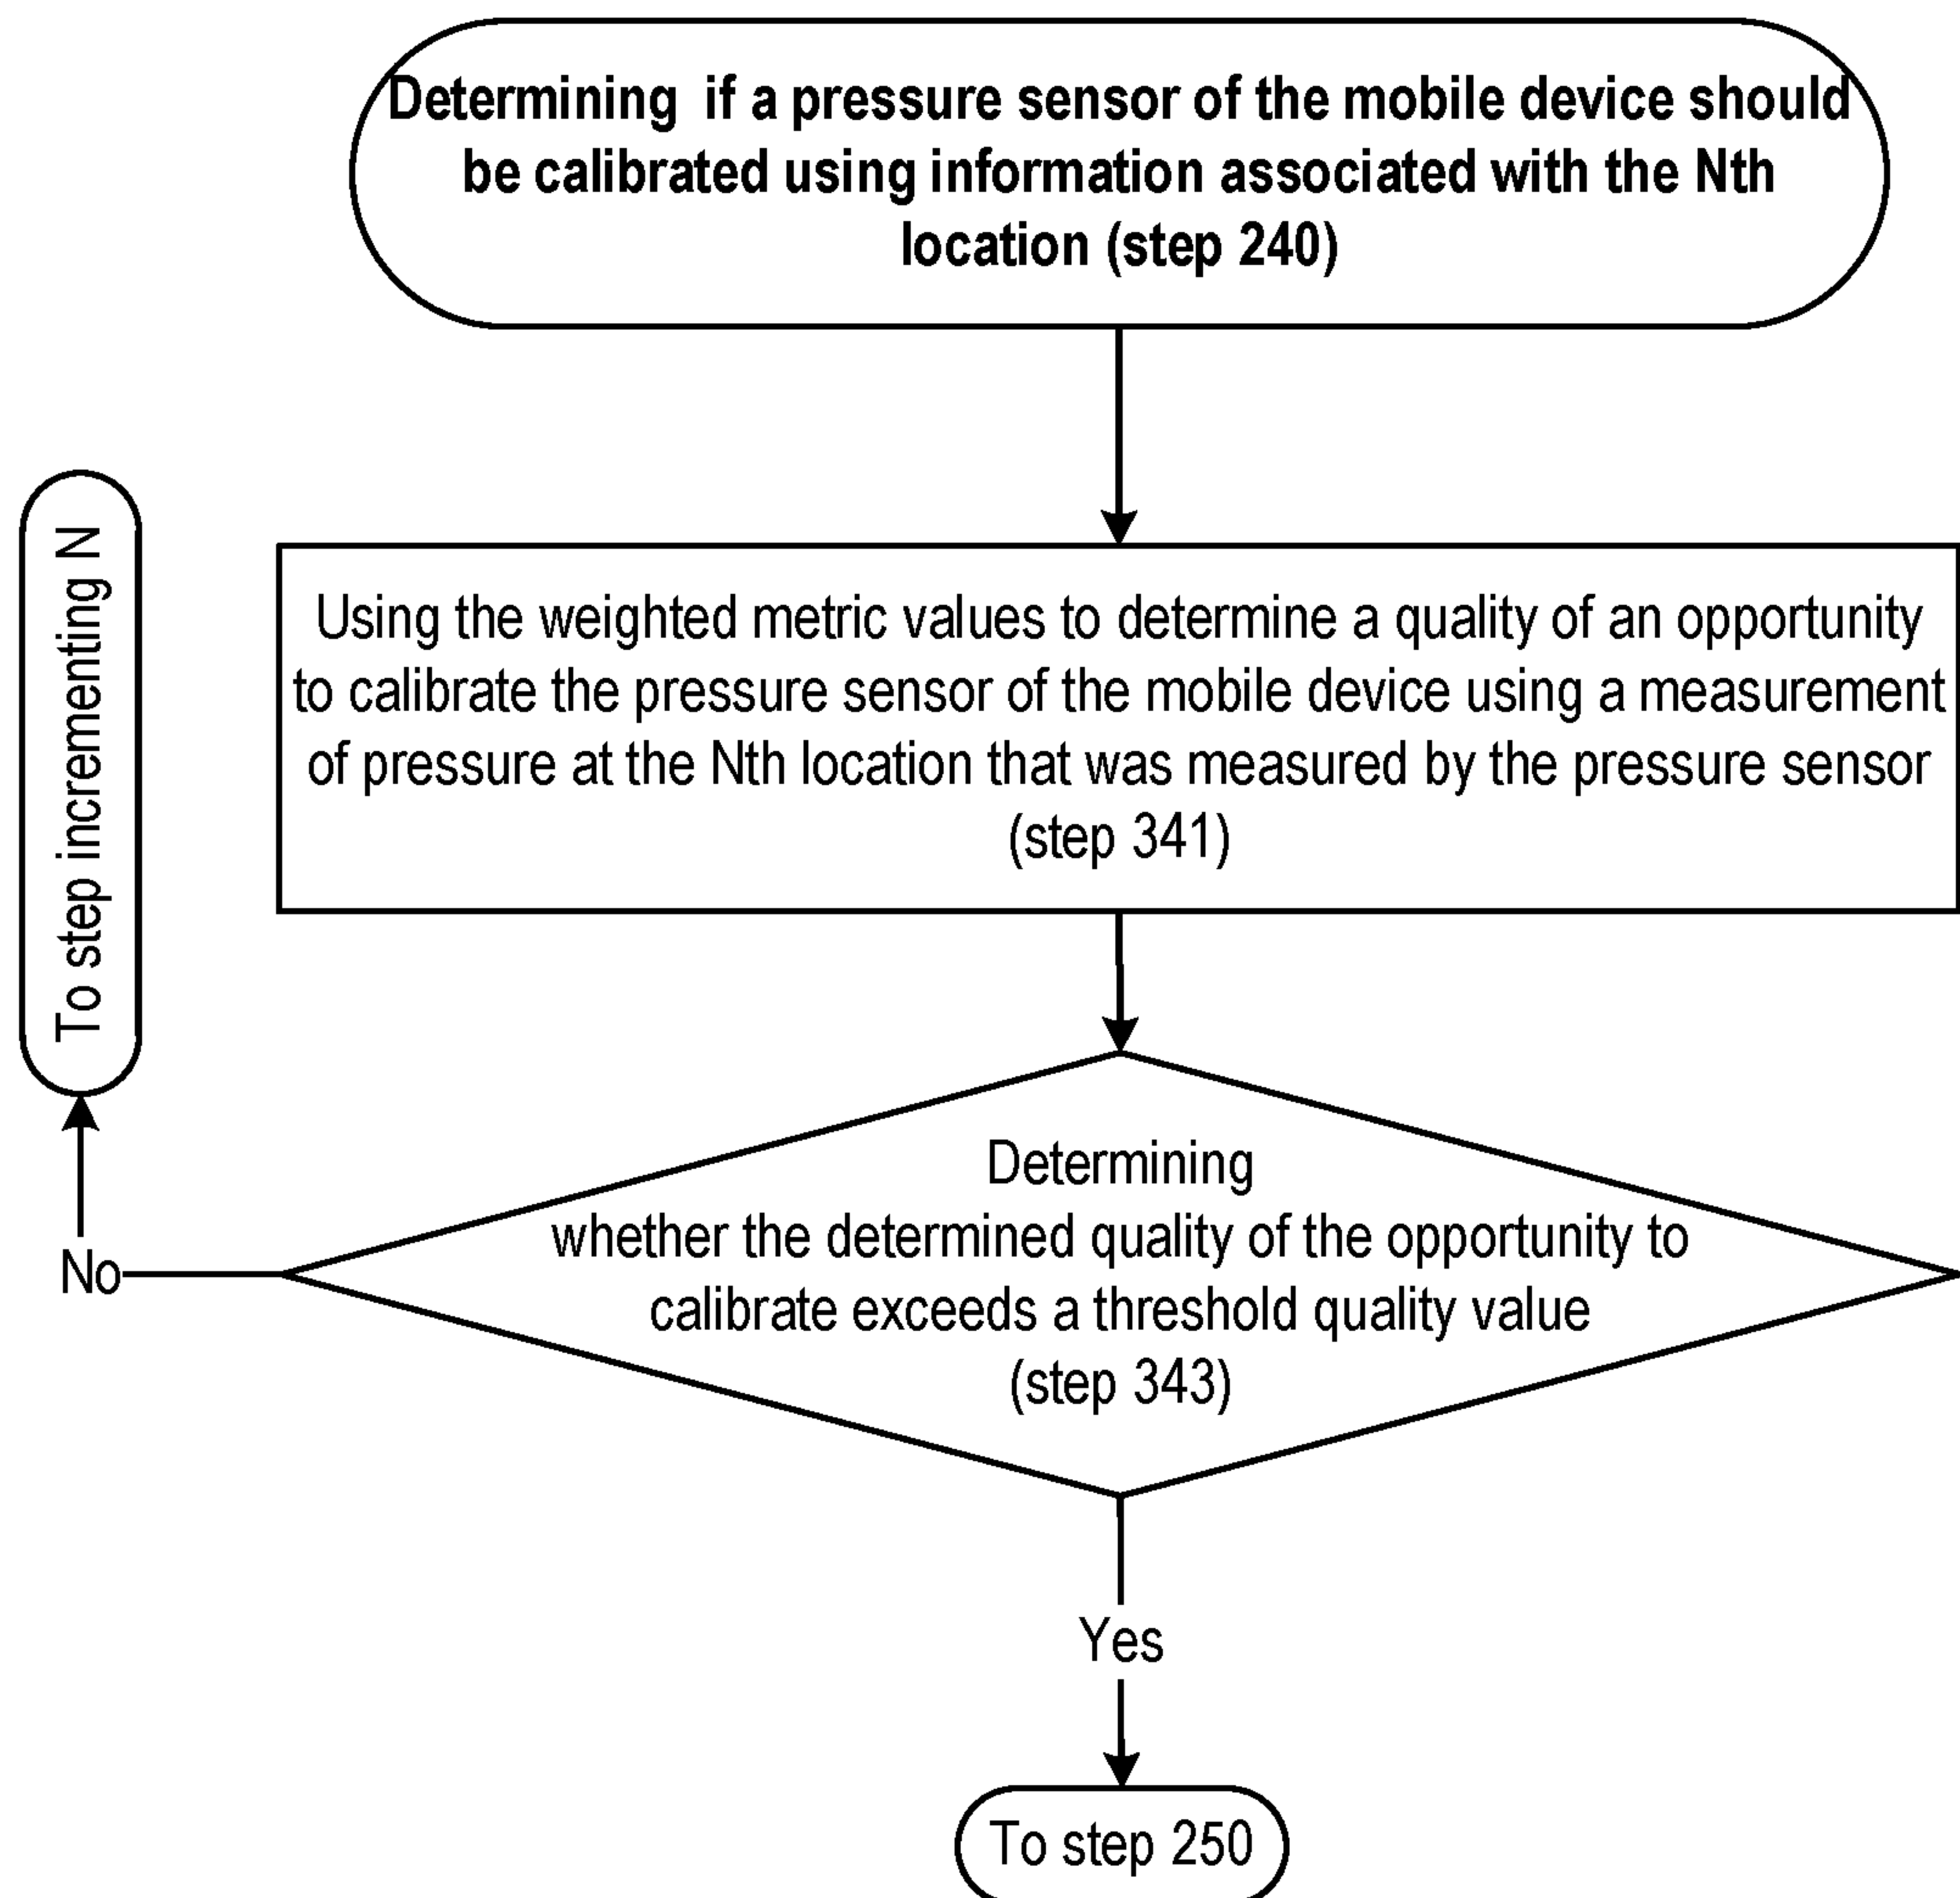 Determining if a pressure sensor of the mobile device should
be calibrated using information associated with the Nth
location (step 240)
To step incrementing N
Using the weighted metric values to determine a quality of an opportunity
to calibrate the pressure sensor of the mobile device using a measurement
of pressure at the Nth location that was measured by the pressure sensor
(step 341)
Determining
whether the determined quality of the opportunity to
calibrate exceeds a threshold quality value
(step 343)
No
Yes
To step 250